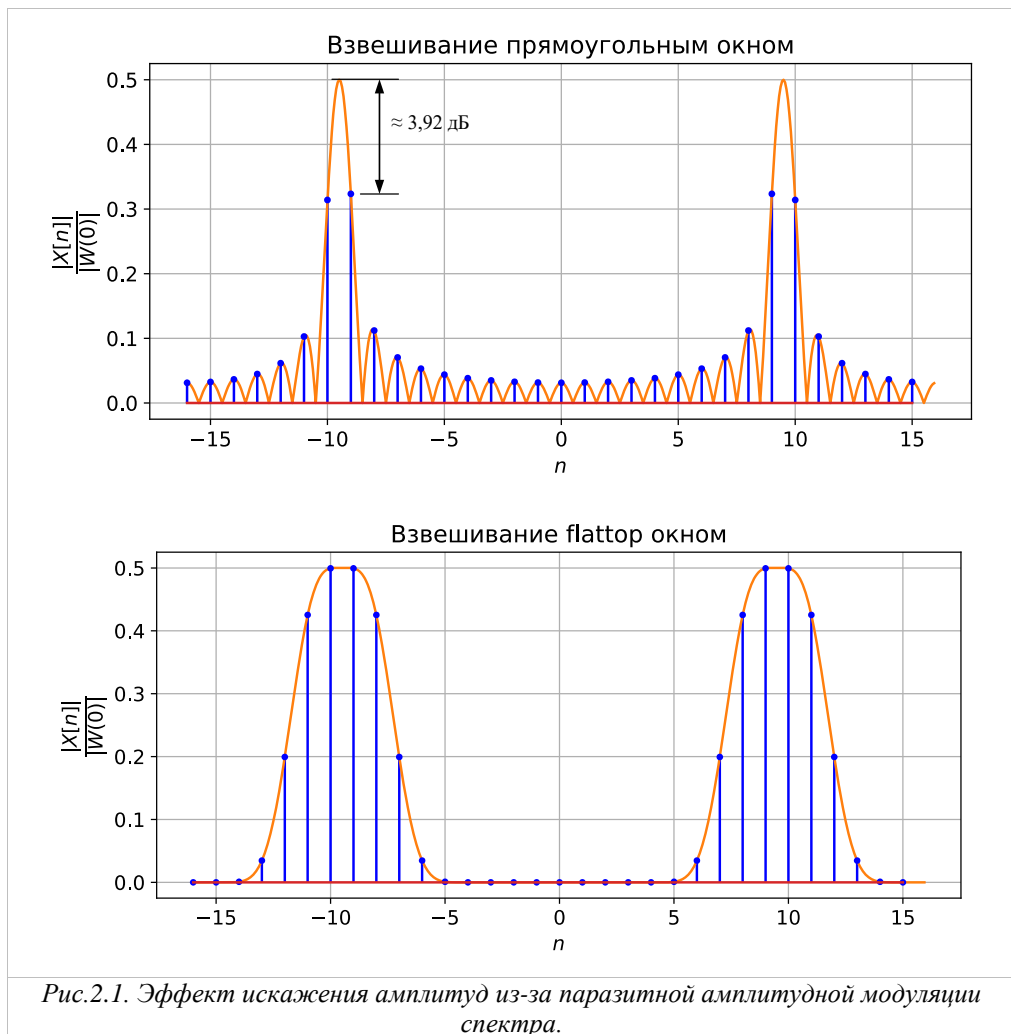 Взвешивание прямоугольным окном
0.5
≈ 3,92 дБ
0.4
0.3
|X[n]|
|W(0)|
0.2
0.1
0.0
−15 −10 −5 0 5 10 15
n
Взвешивание flattop окном
0.5
0.4
0.3
|X[n]|
|W(0)|
0.2
0.1
0.0
−15 −10 −5 0 5 10 15
n
Рис.2.1. Эффект искажения амплитуд из-за паразитной амплитудной модуляции
спектра.